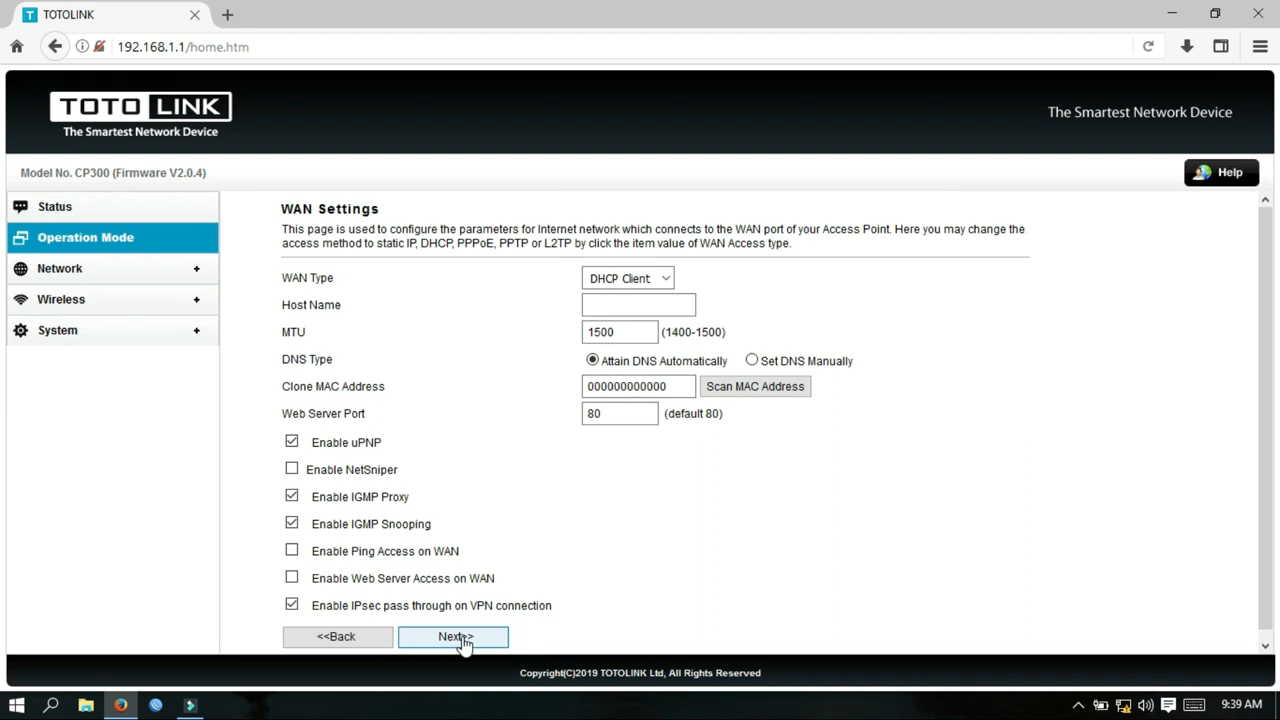 TOTOLINK
192.168.1.1/home.htm
TOTO LINK
The Smartest Network Device
The Smartest Network Device
Model No. CP300 (Firmware V2.0.4)
Help
Status
Operation Mode
Network +
Wireless +
System +
WAN Settings
This page is used to configure the parameters for Internet network which connects to the WAN port of your Access Point. Here you may change the
access method to static IP, DHCP, PPPoE, PPTP or L2TP by click the item value of WAN Access type.
WAN Type DHCP Client
Host Name
MTU 1500 (1400-1500)
DNS Type Attain DNS Automatically Set DNS Manually
Clone MAC Address 000000000000 Scan MAC Address
Web Server Port 80 (default 80)
Enable uPNP
Enable NetSniper
Enable IGMP Proxy
Enable IGMP Snooping
Enable Ping Access on WAN
Enable Web Server Access on WAN
Enable IPsec pass through on VPN connection
<<Back Next>>
Copyright(C)2019 TOTOLINK Ltd, All Rights Reserved
9:39 AM